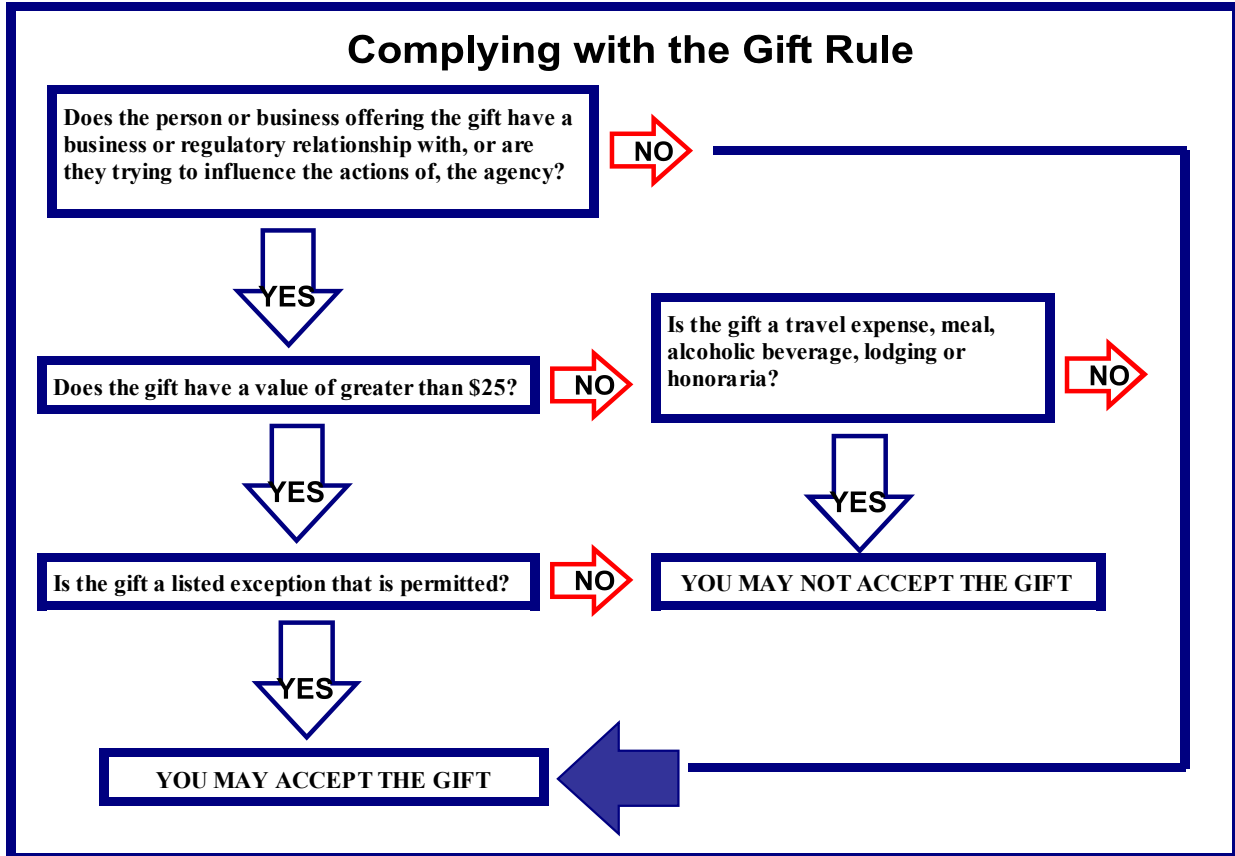 Complying with the Gift Rule
Does the person or business offering the gift have a
business or regulatory relationship with, or are
they trying to influence the actions of, the agency?
NO
YES
Does the gift have a value of greater than $25?
NO
Is the gift a travel expense, meal,
alcoholic beverage, lodging or
honoraria?
NO
YES
YES
Is the gift a listed exception that is permitted?
NO
YOU MAY NOT ACCEPT THE GIFT
YES
YOU MAY ACCEPT THE GIFT